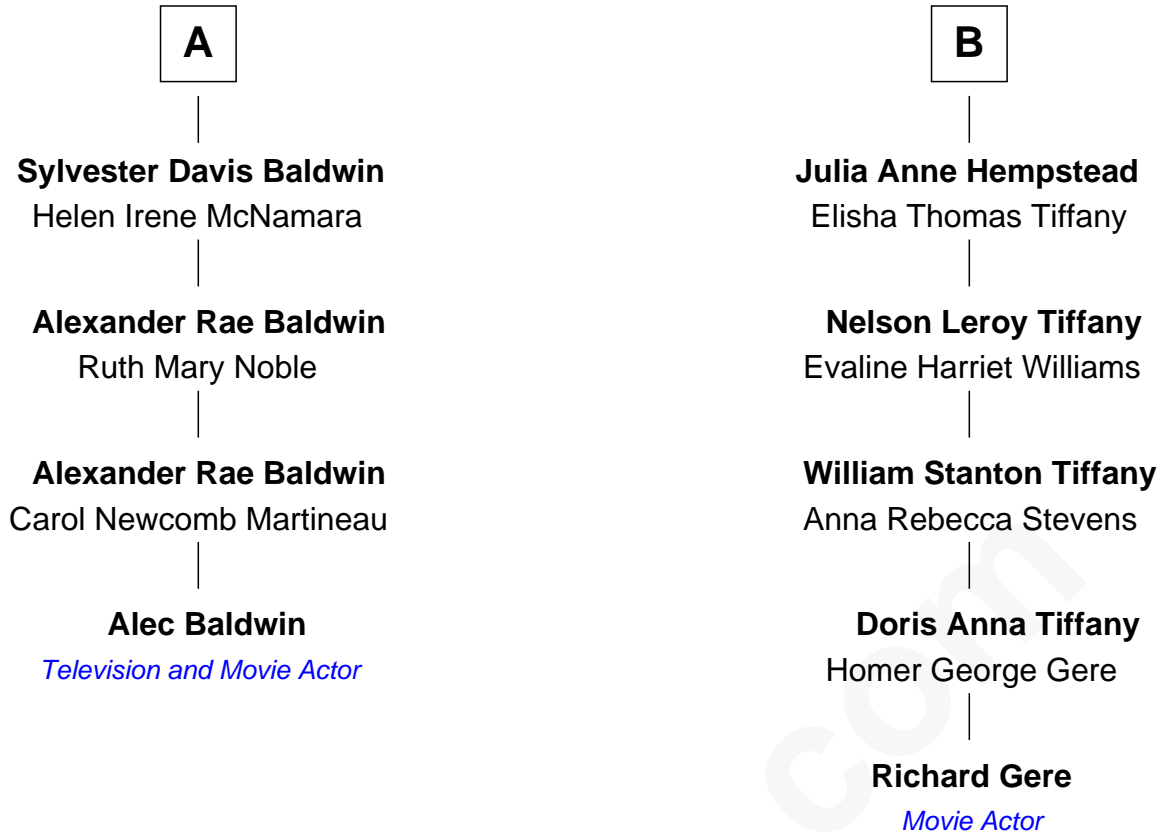 A
Sylvester Davis Baldwin
Helen Irene McNamara
Alexander Rae Baldwin
Ruth Mary Noble
Alexander Rae Baldwin
Carol Newcomb Martineau
Alec Baldwin
Television and Movie Actor
B
Julia Anne Hempstead
Elisha Thomas Tiffany
Nelson Leroy Tiffany
Evaline Harriet Williams
William Stanton Tiffany
Anna Rebecca Stevens
Doris Anna Tiffany
Homer George Gere
Richard Gere
Movie Actor
com